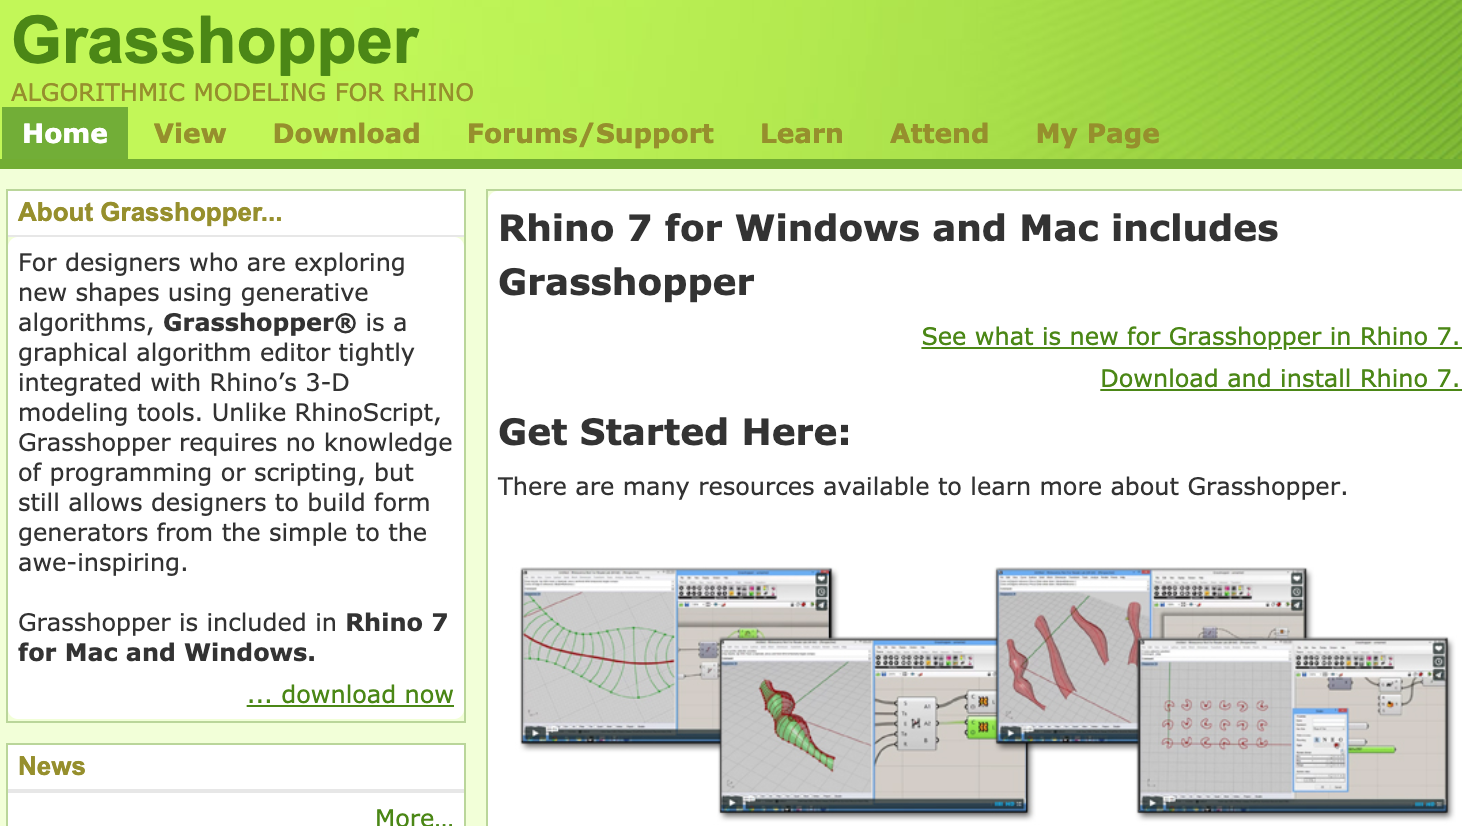 Grasshopper
ALGORITHMIC MODELING FOR RHINO
Home View Download Forums/Support Learn Attend My Page
About Grasshopper...
For designers who are exploring
new shapes using generative
algorithms, Grasshopper® is a
graphical algorithm editor tightly
integrated with Rhino’s 3-D
modeling tools. Unlike RhinoScript,
Grasshopper requires no knowledge
of programming or scripting, but
still allows designers to build form
generators from the simple to the
awe-inspiring.
Grasshopper is included in Rhino 7
for Mac and Windows.
... download now
News
More...
Rhino 7 for Windows and Mac includes
Grasshopper
See what is new for Grasshopper in Rhino 7.
Download and install Rhino 7.
Get Started Here:
There are many resources available to learn more about Grasshopper.